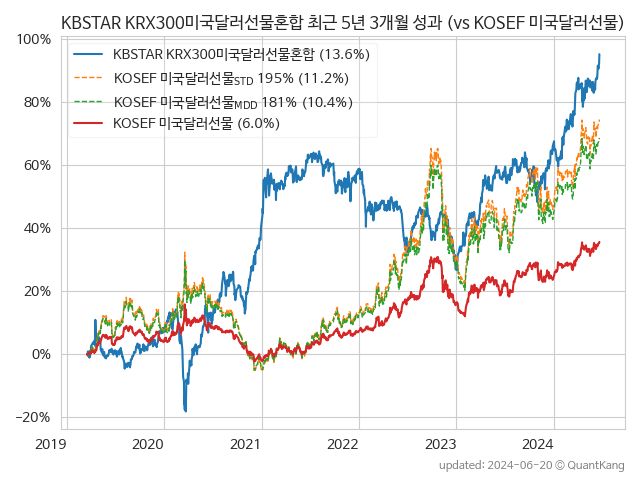 KBSTAR KRX300미국달러선물혼합 최근 5년 3개월 성과 (vs KOSEF 미국달러선물)
100%
80%
60%
40%
20%
0%
−20%
KBSTAR KRX300미국달러선물혼합 (13.6%)
KOSEF 미국달러선물STD 195% (11.2%)
KOSEF 미국달러선물MDD 181% (10.4%)
KOSEF 미국달러선물 (6.0%)
2019 2020 2021 2022 2023 2024
updated: 2024-06-20 © QuantKang